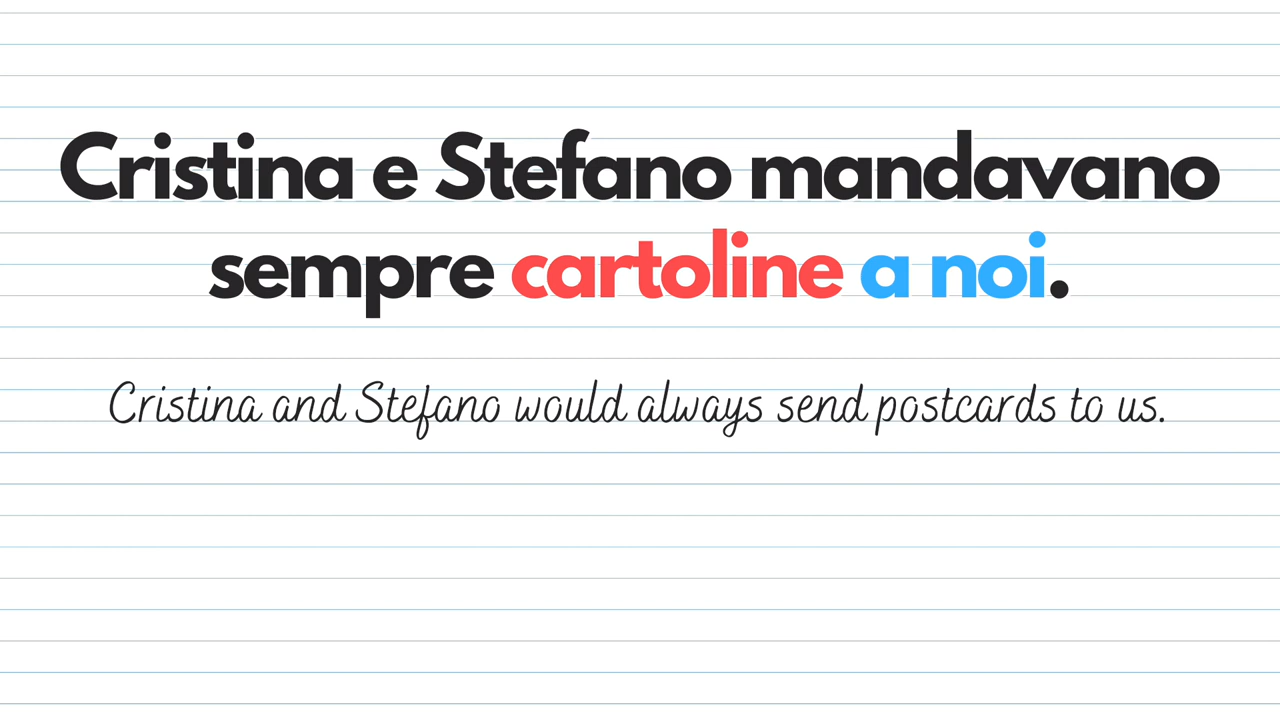 Cristina e Stefano mandavano
sempre cartoline a noi.
Cristina and Stefano would always send postcards to us.